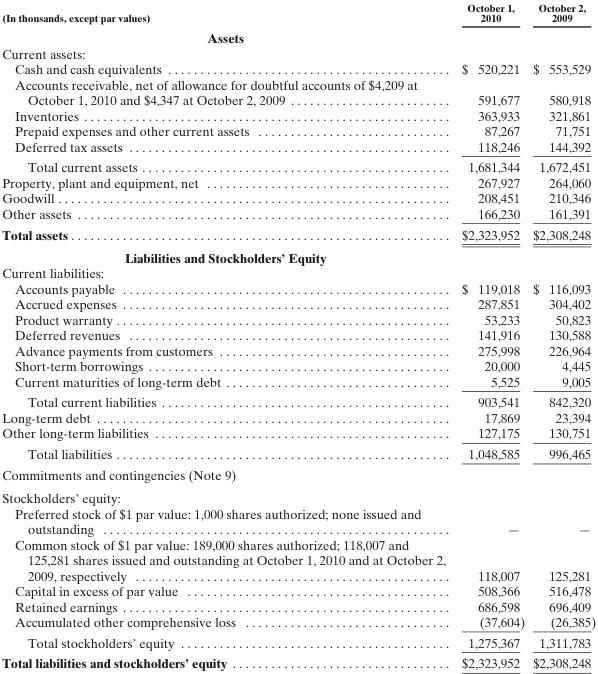 (In thousands, except par values) October 1, 2010 October 2, 2009
Assets
Current assets:
Cash and cash equivalents $ 520,221 $ 553,529
Accounts receivable, net of allowance for doubtful accounts of $4,209 at
October 1, 2010 and $4,347 at October 2, 2009 591,677 580,918
Inventories 363,933 321,861
Prepaid expenses and other current assets 87,267 71,751
Deferred tax assets 118,246 144,392
Total current assets 1,681,344 1,672,451
Property, plant and equipment, net 267,927 264,060
Goodwill 208,451 210,346
Other assets 166,230 161,391
Total assets $2,323,952 $2,308,248
Liabilities and Stockholders' Equity
Current liabilities:
Accounts payable $ 119,018 $ 116,093
Accrued expenses 287,851 304,402
Product warranty 53,233 50,823
Deferred revenues 141,916 130,588
Advance payments from customers 275,998 226,964
Short-term borrowings 20,000 4,445
Current maturities of long-term debt 5,525 9,005
Total current liabilities 903,541 842,320
Long-term debt 17,869 23,394
Other long-term liabilities 127,175 130,751
Total liabilities 1,048,585 996,465
Commitments and contingencies (Note 9)
Stockholders' equity:
Preferred stock of $1 par value: 1,000 shares authorized; none issued and
outstanding — —
Common stock of $1 par value: 189,000 shares authorized; 118,007 and
125,281 shares issued and outstanding at October 1, 2010 and at October 2,
2009, respectively 118,007 125,281
Capital in excess of par value 508,366 516,478
Retained earnings 686,598 696,409
Accumulated other comprehensive loss (37,604) (26,385)
Total stockholders' equity 1,275,367 1,311,783
Total liabilities and stockholders' equity $2,323,952 $2,308,248